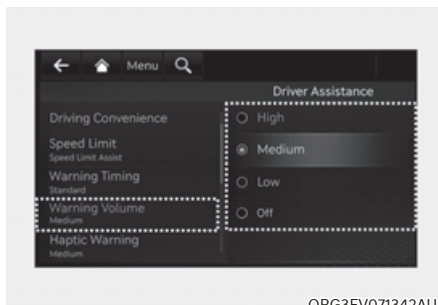 Menu
Driver Assistance
Driving Convenience
Speed Limit
Speed Limit Assist
Warning Timing
Standard
Warning Volume
Medium
Haptic Warning
Medium
High
Medium
Low
Off